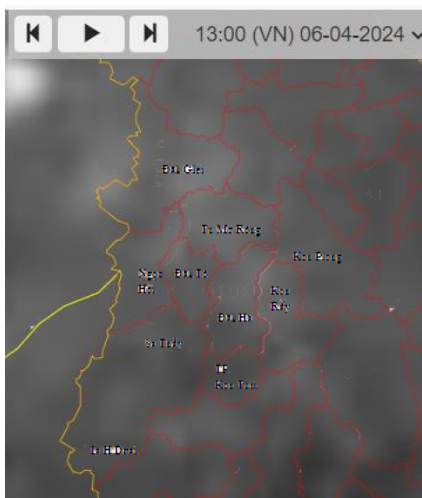 13:00 (VN) 06-04-2024
Đăk Glei
Tu Mơ Rông
Kon Plong
Ngọc
Hồi
Đăk Tô
Kon
Rẫy
Đăk Hà
Sa Thầy
TP
Kon Tum
Ia H'Drai